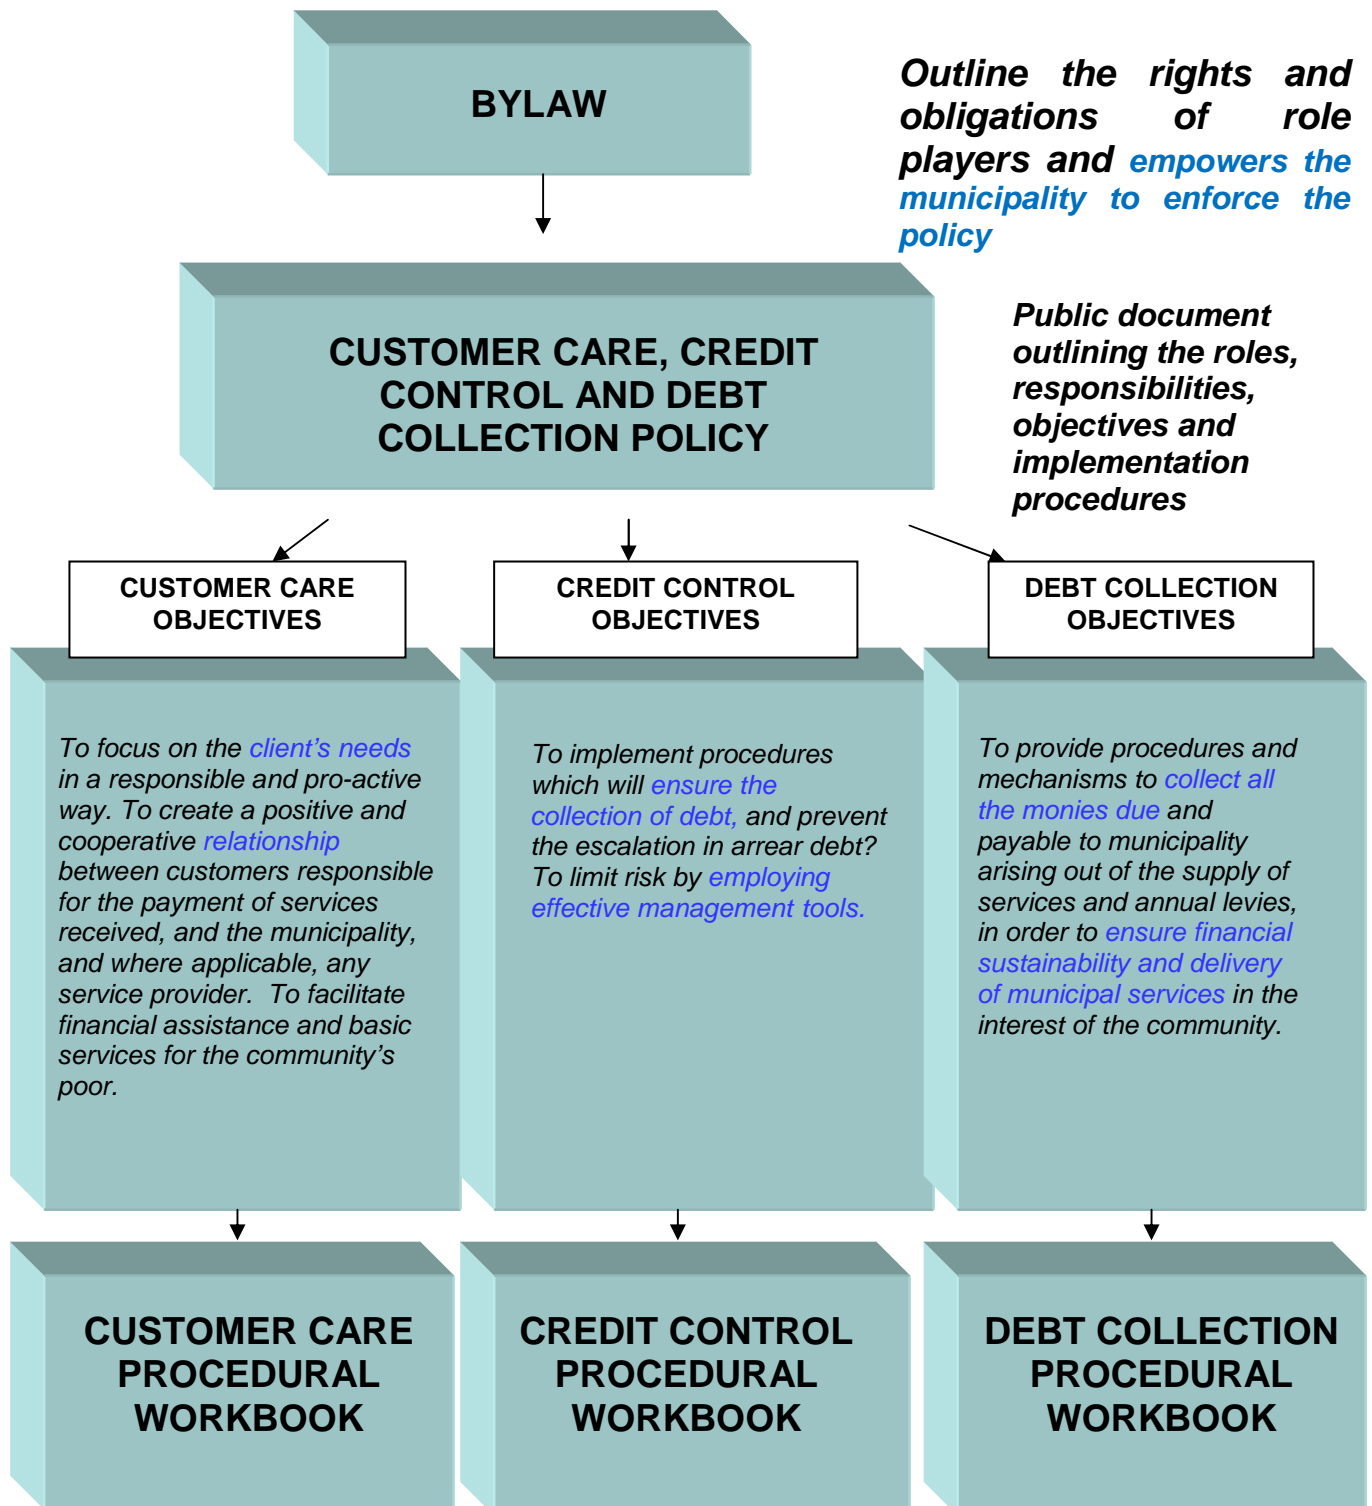 BYLAW
Outline the rights and
obligations of role
players and empowers the
municipality to enforce the
policy
CUSTOMER CARE, CREDIT
CONTROL AND DEBT
COLLECTION POLICY
Public document
outlining the roles,
responsibilities,
objectives and
implementation
procedures
CUSTOMER CARE
OBJECTIVES
To focus on the client's needs
in a responsible and pro-active
way. To create a positive and
cooperative relationship
between customers responsible
for the payment of services
received, and the municipality,
and where applicable, any
service provider.  To facilitate
financial assistance and basic
services for the community's
poor.
CREDIT CONTROL
OBJECTIVES
To implement procedures
which will ensure the
collection of debt, and prevent
the escalation in arrear debt?
To limit risk by employing
effective management tools.
DEBT COLLECTION
OBJECTIVES
To provide procedures and
mechanisms to collect all
the monies due and
payable to municipality
arising out of the supply of
services and annual levies,
in order to ensure financial
sustainability and delivery
of municipal services in the
interest of the community.
CUSTOMER CARE
PROCEDURAL
WORKBOOK
CREDIT CONTROL
PROCEDURAL
WORKBOOK
DEBT COLLECTION
PROCEDURAL
WORKBOOK